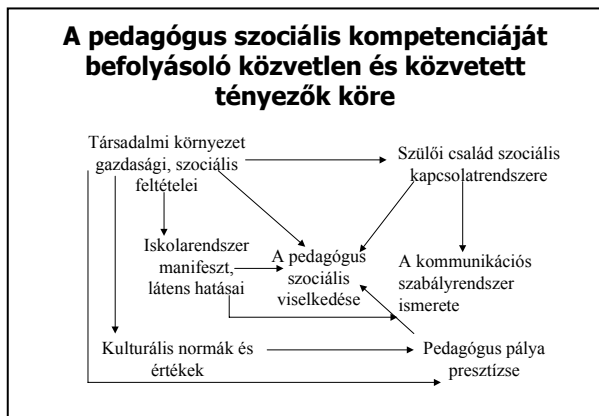 A pedagógus szociális kompetenciáját
befolyásoló közvetlen és közvetett
tényezők köre
Társadalmi környezet
gazdasági, szociális
feltételei
Szülői család szociális
kapcsolatrendszere
Iskolarendszer
manifeszt,
látens hatásai
A pedagógus
szociális
viselkedése
A kommunikációs
szabályrendszer
ismerete
Kulturális normák és
értékek
Pedagógus pálya
presztízse